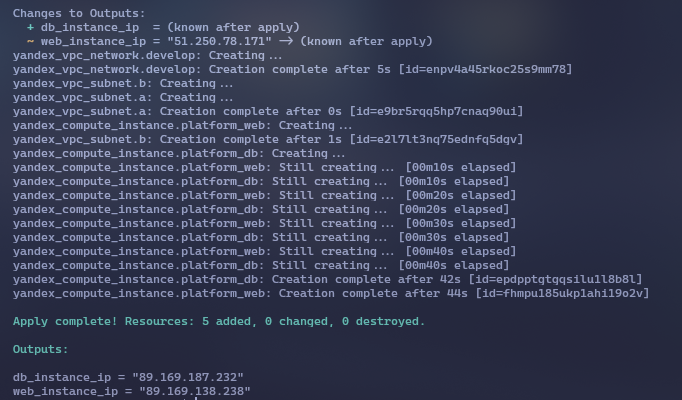 Changes to Outputs:
  + db_instance_ip  = (known after apply)
  ~ web_instance_ip = "51.250.78.171" -> (known after apply)
yandex_vpc_network.develop: Creating...
yandex_vpc_network.develop: Creation complete after 5s [id=enpv4a45rkoc25s9mm78]
yandex_vpc_subnet.b: Creating...
yandex_vpc_subnet.a: Creating...
yandex_vpc_subnet.a: Creation complete after 0s [id=e9br5rqq5hp7cnaq90ui]
yandex_compute_instance.platform_web: Creating...
yandex_vpc_subnet.b: Creation complete after 1s [id=e2l7lt3nq75ednfq5dqv]
yandex_compute_instance.platform_db: Creating...
yandex_compute_instance.platform_web: Still creating... [00m10s elapsed]
yandex_compute_instance.platform_db: Still creating... [00m10s elapsed]
yandex_compute_instance.platform_web: Still creating... [00m20s elapsed]
yandex_compute_instance.platform_db: Still creating... [00m20s elapsed]
yandex_compute_instance.platform_web: Still creating... [00m30s elapsed]
yandex_compute_instance.platform_db: Still creating... [00m30s elapsed]
yandex_compute_instance.platform_web: Still creating... [00m40s elapsed]
yandex_compute_instance.platform_db: Still creating... [00m40s elapsed]
yandex_compute_instance.platform_db: Creation complete after 42s [id=epdpptqtgqsilu1l8b8l]
yandex_compute_instance.platform_web: Creation complete after 44s [id=fhmpu185ukp1ahi19o2v]

Apply complete! Resources: 5 added, 0 changed, 0 destroyed.

Outputs:

db_instance_ip = "89.169.187.232"
web_instance_ip = "89.169.138.238"